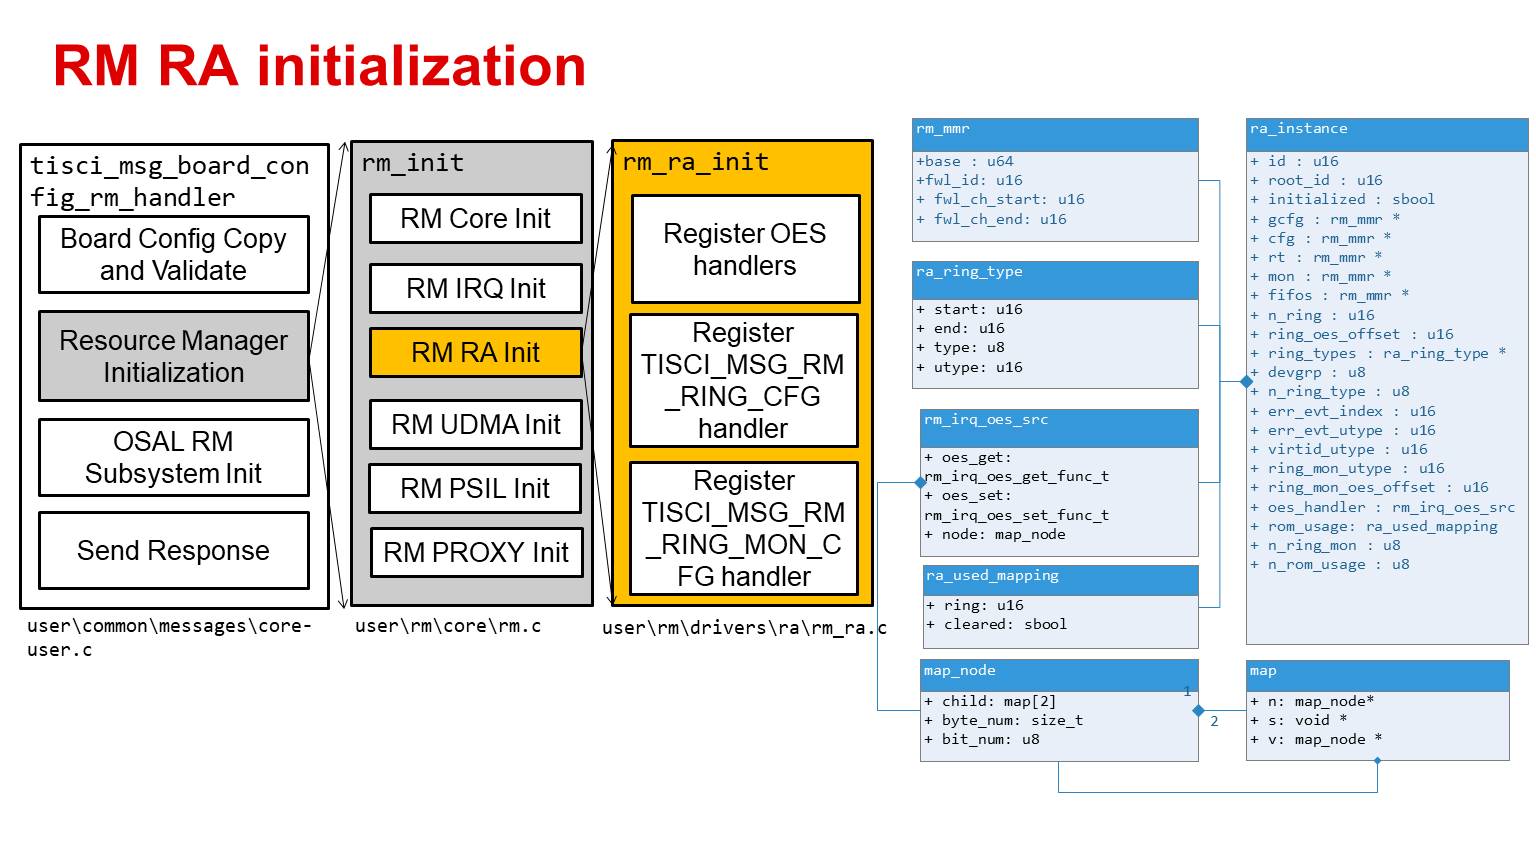 RM RA initialization
tisci_msg_board_con
fig_rm_handler
Board Config Copy
and Validate
Resource Manager
Initialization
OSAL RM
Subsystem Init
Send Response
user\common\messages\core-
user.c
rm_init
RM Core Init
RM IRQ Init
RM RA Init
RM UDMA Init
RM PSIL Init
RM PROXY Init
user\rm\core\rm.c
rm_ra_init
Register OES
handlers
Register
TISCI_MSG_RM
_RING_CFG
handler
Register
TISCI_MSG_RM
_RING_MON_C
FG handler
user\rm\drivers\ra\rm_ra.c
rm_mmr
+base : u64
+fwl_id: u16
+ fwl_ch_start: u16
+ fwl_ch_end: u16
ra_ring_type
+ start: u16
+ end: u16
+ type: u8
+ utype: u16
rm_irq_oes_src
+ oes_get:
rm_irq_oes_get_func_t
+ oes_set:
rm_irq_oes_set_func_t
+ node: map_node
ra_used_mapping
+ ring: u16
+ cleared: sbool
map_node
+ child: map[2]
+ byte_num: size_t
+ bit_num: u8
1
2
ra_instance
+ id : u16
+ root_id : u16
+ initialized : sbool
+ gcfg : rm_mmr *
+ cfg : rm_mmr *
+ rt : rm_mmr *
+ mon : rm_mmr *
+ fifos : rm_mmr *
+ n_ring : u16
+ ring_oes_offset : u16
+ ring_types : ra_ring_type *
+ devgrp : u8
+ n_ring_type : u8
+ err_evt_index : u16
+ err_evt_utype : u16
+ virtid_utype : u16
+ ring_mon_utype : u16
+ ring_mon_oes_offset : u16
+ oes_handler : rm_irq_oes_src
+ rom_usage: ra_used_mapping
+ n_ring_mon : u8
+ n_rom_usage : u8
map
+ n: map_node*
+ s: void *
+ v: map_node *